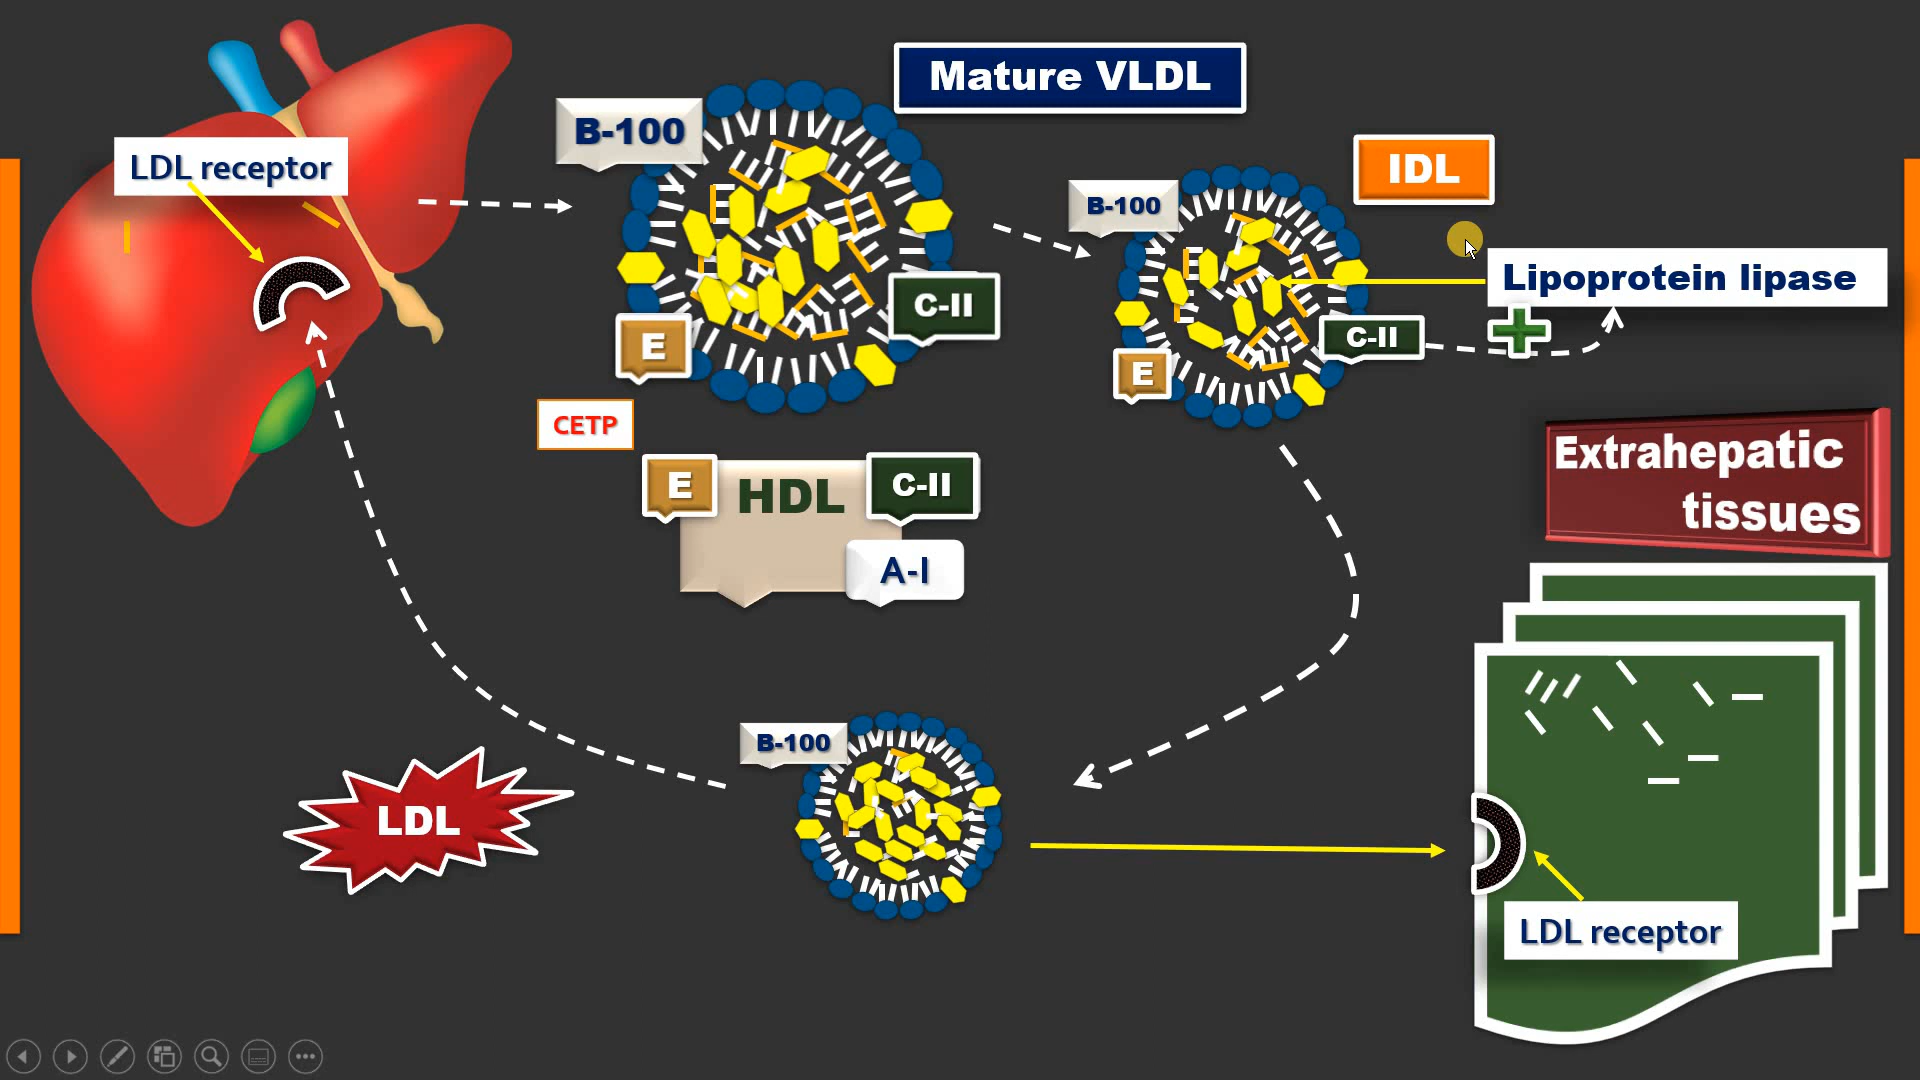 Mature VLDL
B-100
LDL receptor
IDL
B-100
Lipoprotein lipase
C-II
E
C-II
E
CETP
E
HDL
C-II
A-I
Extrahepatic
tissues
B-100
LDL
LDL receptor